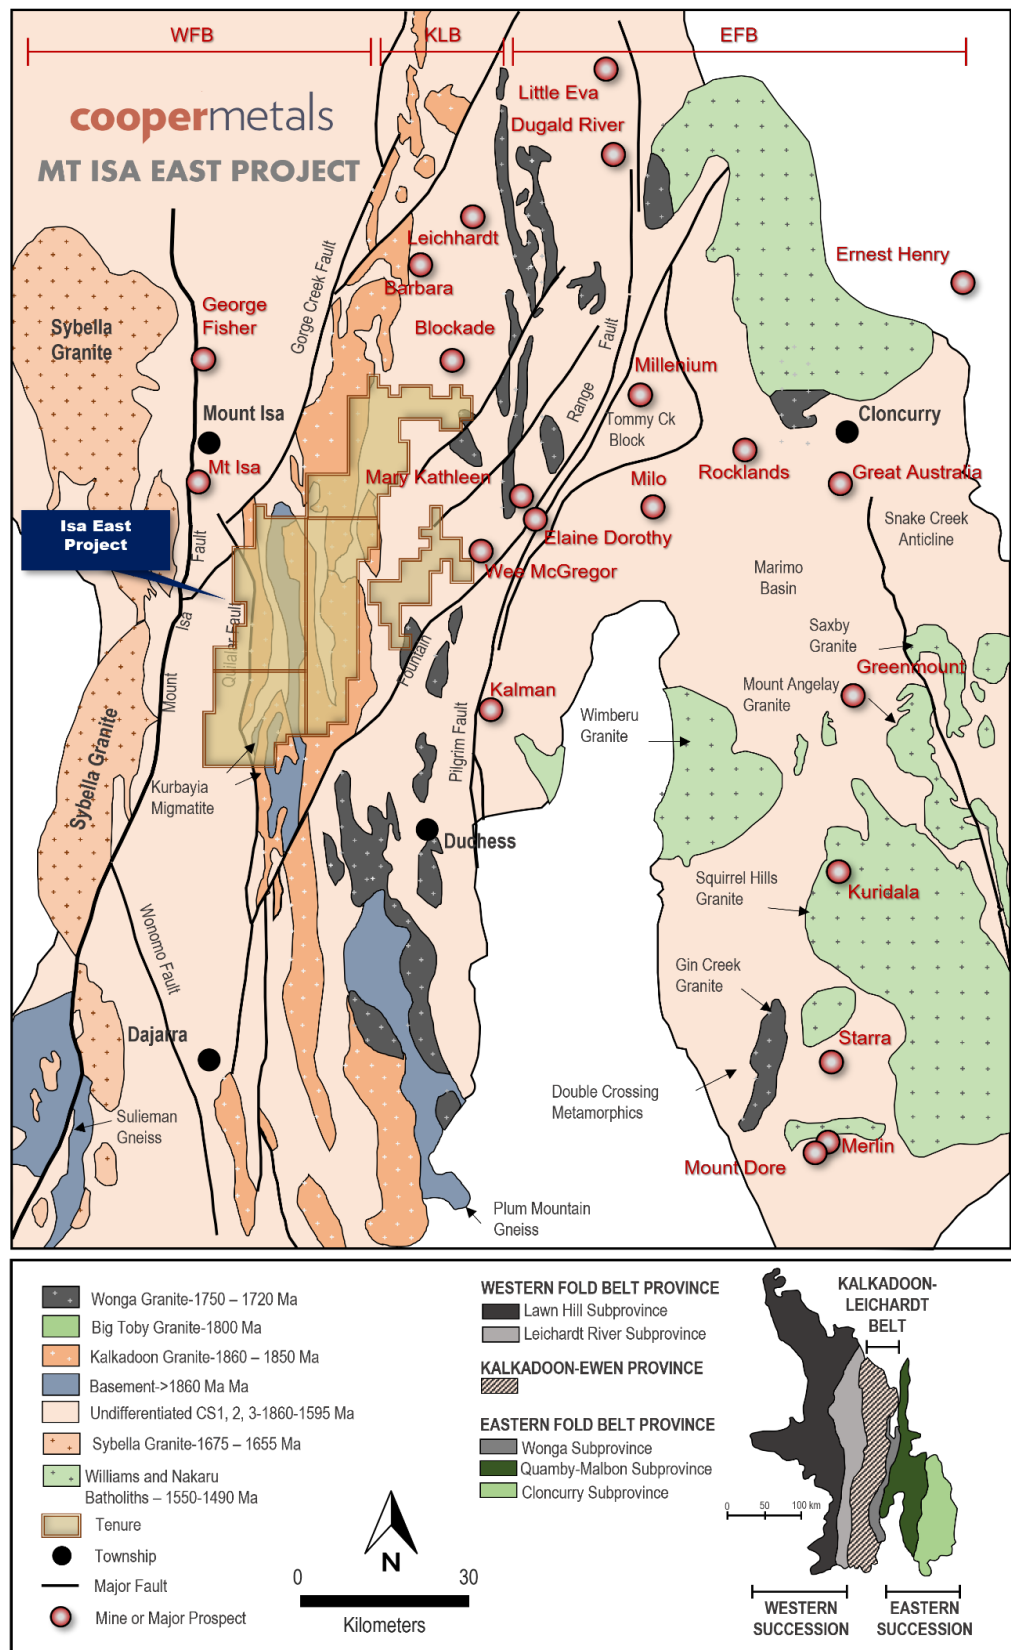 WFB
KLB
EFB
coopermetals
MT ISA EAST PROJECT
Little Eva
Dugald River
Leichhardt
Barbara
Ernest Henry
George
Fisher
Gorge Creek Fault
Blockade
Sybella
Granite
Mount Isa
Millenium
Range
Fault
Tommy Ck
Block
Cloncurry
Mt Isa
Mary Kathleen
Milo
Rocklands
Great Australia
Isa East
Project
Elaine Dorothy
Snake Creek
Anticline
Wee McGregor
Marimo
Basin
Mount
Isa
Fault
Quilalar Fault
Fountain
Saxby
Granite
Greenmount
Mount Angelay
Granite
Kalman
Wimberu
Granite
Pilgrim Fault
Sybella Granite
Kurbayia
Migmatite
Duchess
Squirrel Hills
Granite
Kuridala
Wonomo Fault
Gin Creek
Granite
Dajarra
Starra
Sulieman
Gneiss
Double Crossing
Metamorphics
Merlin
Mount Dore
Plum Mountain
Gneiss
Wonga Granite-1750 – 1720 Ma
Big Toby Granite-1800 Ma
Kalkadoon Granite-1860 – 1850 Ma
Basement->1860 Ma Ma
Undifferentiated CS1, 2, 3-1860-1595 Ma
Sybella Granite-1675 – 1655 Ma
Williams and Nakaru
Batholiths – 1550-1490 Ma
Tenure
Township
Major Fault
Mine or Major Prospect
N
0 30
Kilometers
WESTERN FOLD BELT PROVINCE
Lawn Hill Subprovince
Leichardt River Subprovince
KALKADOON-EWEN PROVINCE
EASTERN FOLD BELT PROVINCE
Wonga Subprovince
Quamby-Malbon Subprovince
Cloncurry Subprovince
KALKADOON-
LEICHARDT
BELT
0 50 100 km
WESTERN
SUCCESSION
EASTERN
SUCCESSION